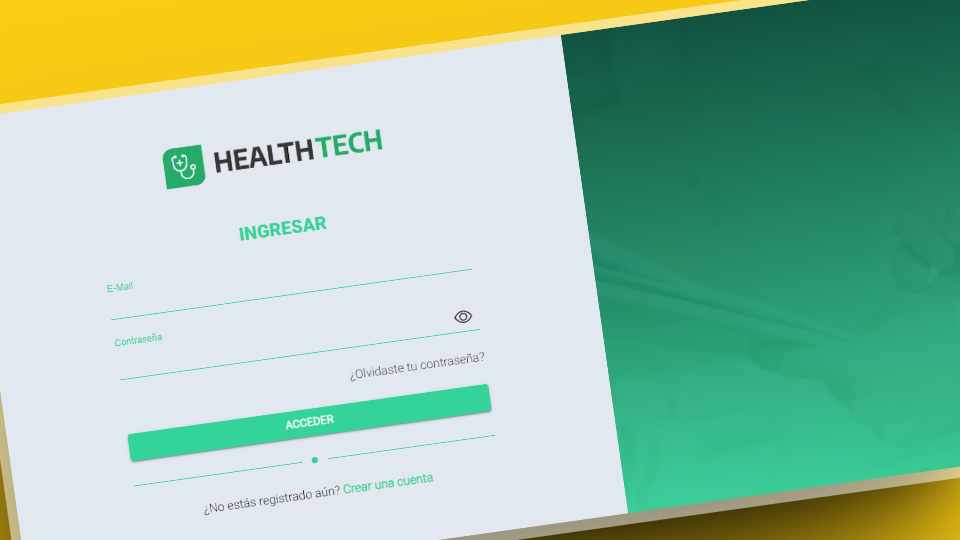 HEALTHTECH
INGRESAR
E-Mail
Contraseña
¿Olvidaste tu contraseña?
ACCEDER
¿No estás registrado aún? Crear una cuenta